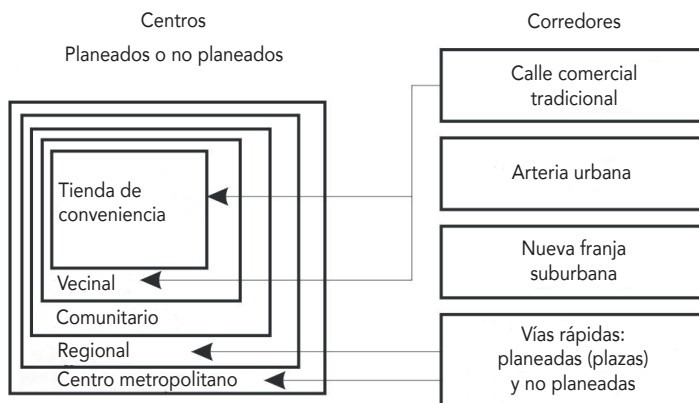 Centros
Planeados o no planeados
Tienda de
conveniencia
Vecinal
Comunitario
Regional
Centro metropolitano
Corredores
Calle comercial
tradicional
Arteria urbana
Nueva franja
suburbana
Vías rápidas:
planeadas (plazas)
y no planeadas